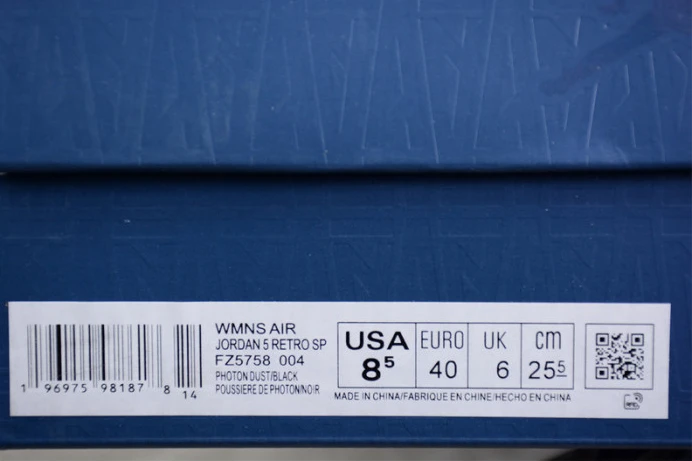 WMNS AIR
JORDAN 5 RETRO SP
FZ5758 004
PHOTON DUST/BLACK
POUSSIERE DE PHOTON/NOIR
1 96975 98187 8 14
USA EURO UK cm
8⁵ 40 6 25⁵
MADE IN CHINA/FABRIQUE EN CHINE/HECHO EN CHINA